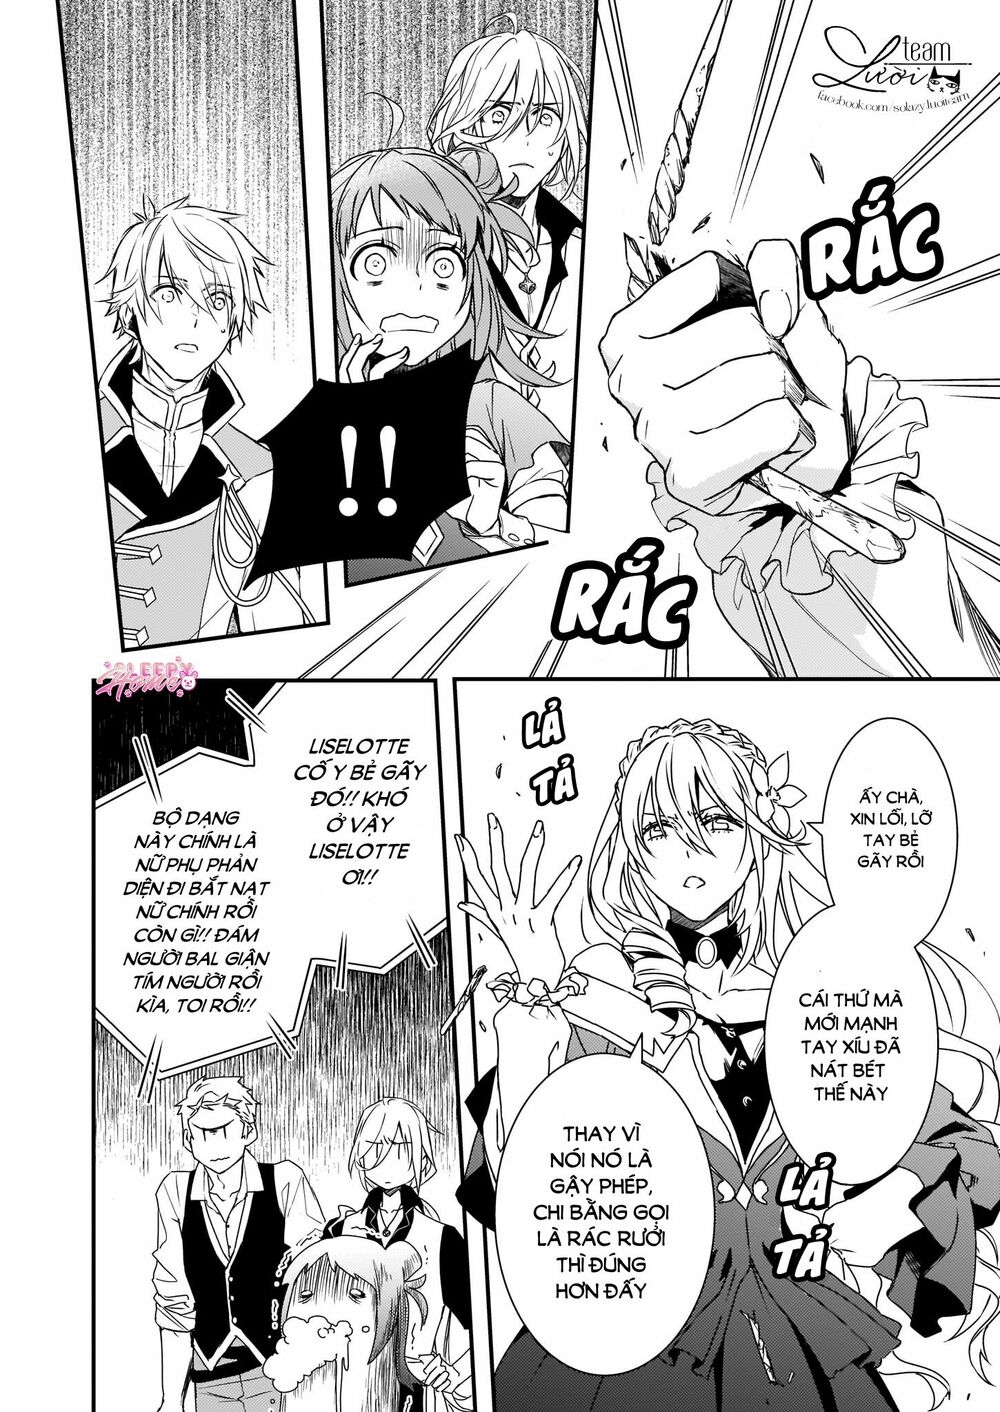 team
Lười
facebook.com/solazy.luoiteam
RẮC
RẮC
!!
SLEEPY
Home
ẤY CHÀ,
XIN LỐI, LỠ
TAY BẺ
GÃY RỒI
CÁI THỨ MÀ
MỚI MẠNH
TAY XÍU ĐÃ
NÁT BÉT
THẾ NÀY
LẢ
TẢ
THAY VÌ
NÓI NÓ LÀ
GẬY PHÉP,
CHI BẰNG GỌI
LÀ RÁC RƯỞI
THÌ ĐÚNG
HƠN ĐẤY
LẢ
TẢ
LISELOTTE
CỐ Ý BẺ GÃY
ĐÓ!! KHÓ
Ở VẬY
LISELOTTE
ƠI!!
BỘ DẠNG
NÀY CHÍNH LÀ
NỮ PHỤ PHẢN
DIỆN ĐI BẮT NẠT
NỮ CHÍNH RỒI
CÒN GÌ!! ĐÁM
NGƯỜI BAL GIẬN
TÍM NGƯỜI RỒI
KÌA, TOI RỒI!!